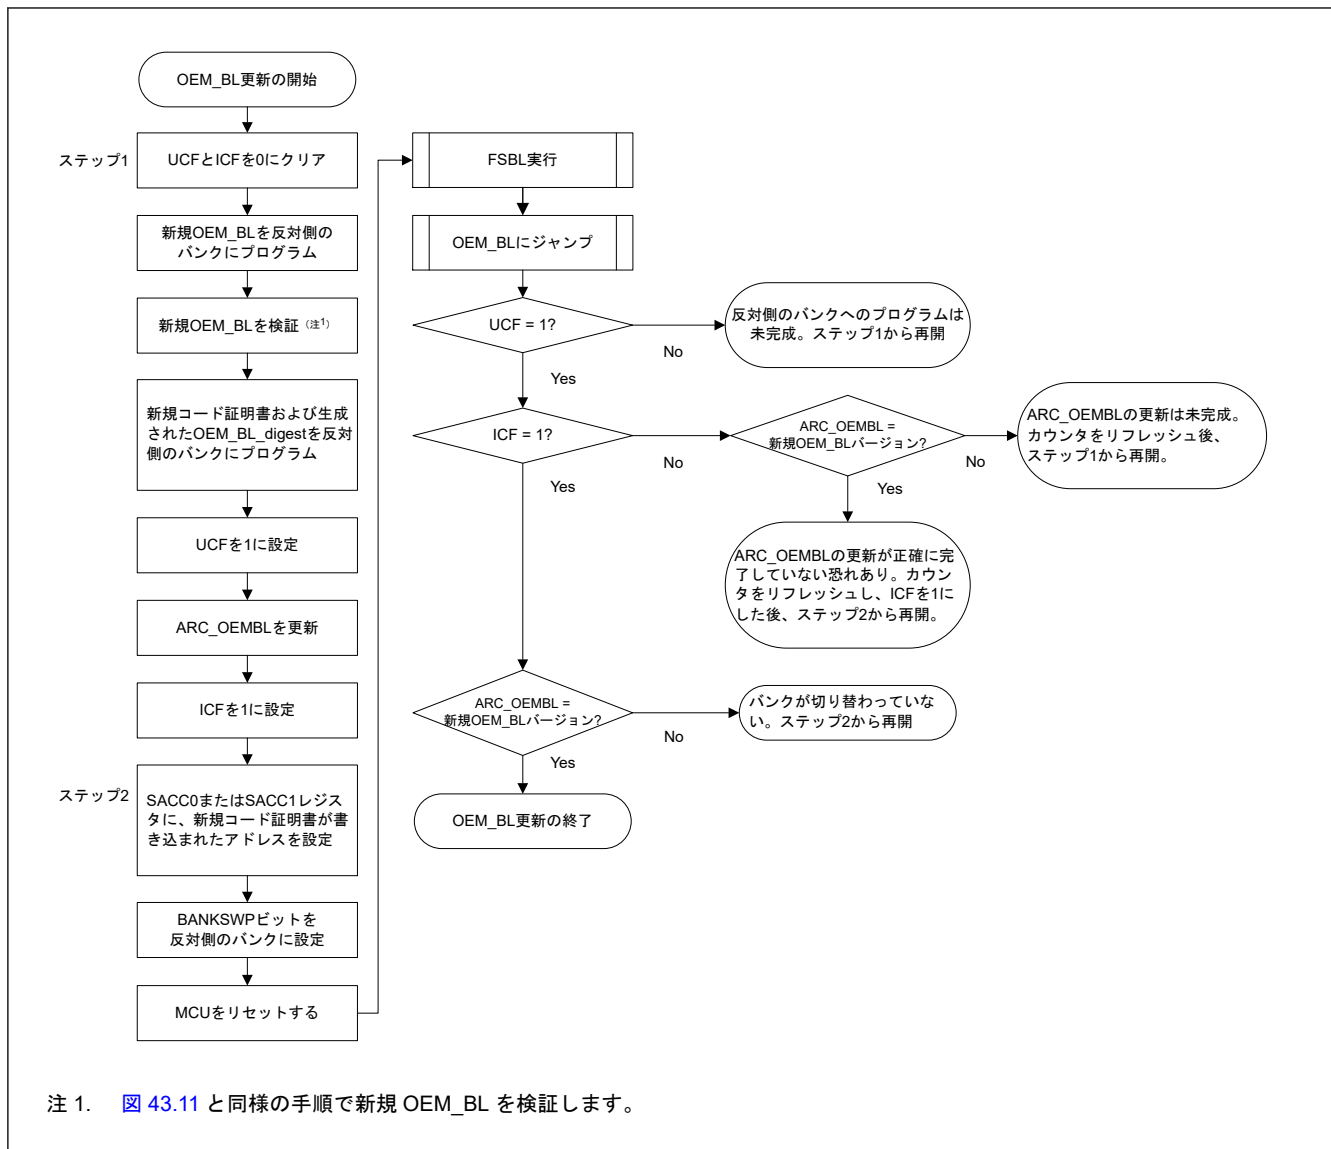 OEM_BL更新の開始
ステップ1
UCFとICFを0にクリア
新規OEM_BLを反対側の
バンクにプログラム
新規OEM_BLを検証（注1）
新規コード証明書および生成
されたOEM_BL_digestを反対
側のバンクにプログラム
UCFを1に設定
ARC_OEMBLを更新
ICFを1に設定
ステップ2
SACC0またはSACC1レジス
タに、新規コード証明書が書
き込まれたアドレスを設定
BANKSWPビットを
反対側のバンクに設定
MCUをリセットする
FSBL実行
OEM_BLにジャンプ
UCF = 1?
No
反対側のバンクへのプログラムは
未完成。ステップ1から再開
Yes
ICF = 1?
No
ARC_OEMBL =
新規OEM_BLバージョン?
No
ARC_OEMBLの更新は未完成。
カウンタをリフレッシュ後、
ステップ1から再開。
Yes
Yes
ARC_OEMBLの更新が正確に完
了していない恐れあり。カウン
タをリフレッシュし、ICFを1に
した後、ステップ2から再開。
ARC_OEMBL =
新規OEM_BLバージョン?
No
バンクが切り替わっていな
い。ステップ2から再開
Yes
OEM_BL更新の終了
注 1. 図 43.11 と同様の手順で新規 OEM_BL を検証します。